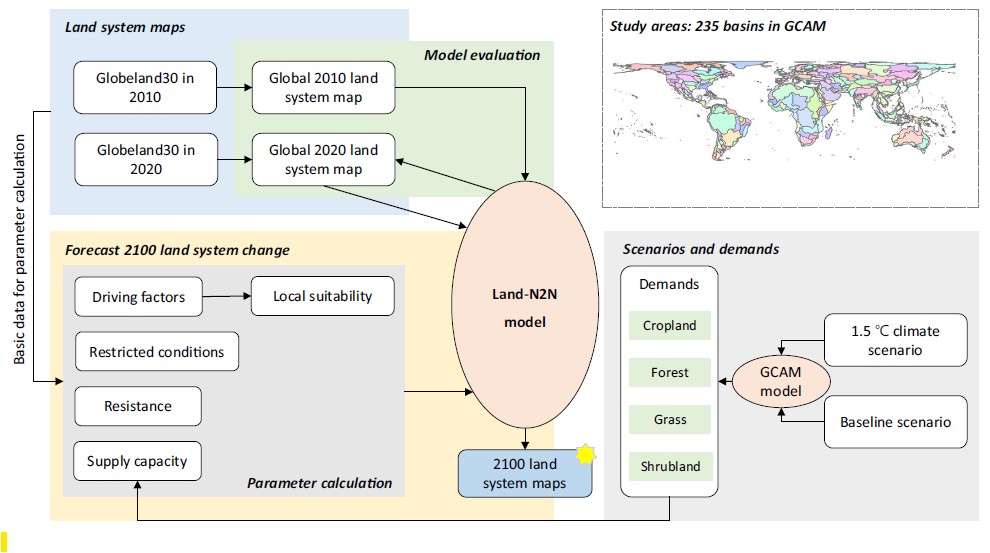 Land system maps
Model evaluation
Globeland30 in
2010
Global 2010 land
system map
Globeland30 in
2020
Global 2020 land
system map
Study areas: 235 basins in GCAM
Basic data for parameter calculation
Forecast 2100 land system change
Driving factors
Local suitability
Restricted conditions
Resistance
Supply capacity
Parameter calculation
Land-N2N
model
2100 land
system maps
Scenarios and demands
Demands
Cropland
Forest
Grass
Shrubland
GCAM
model
1.5 ℃ climate
scenario
Baseline scenario